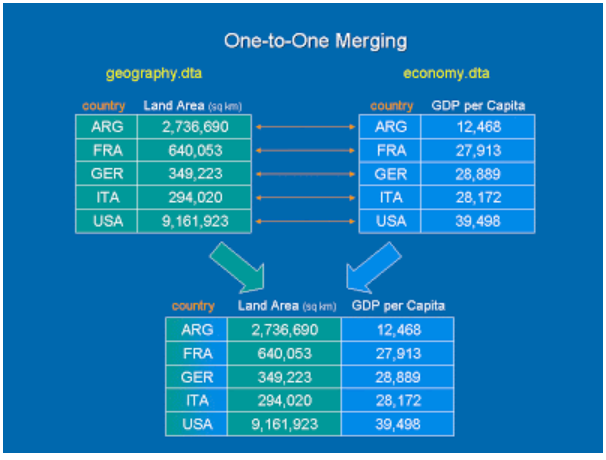 One-to-One Merging
geography.dta economy.dta
country Land Area (sq km) country GDP per Capita
ARG 2,736,690 ARG 12,468
FRA 640,053 FRA 27,913
GER 349,223 GER 28,889
ITA 294,020 ITA 28,172
USA 9,161,923 USA 39,498
country Land Area (sq km) GDP per Capita
ARG 2,736,690 12,468
FRA 640,053 27,913
GER 349,223 28,889
ITA 294,020 28,172
USA 9,161,923 39,498